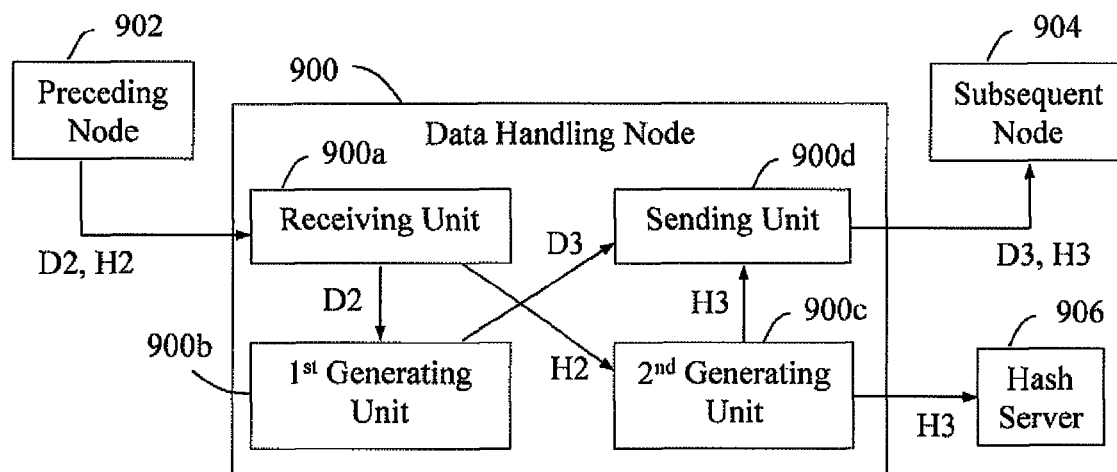 902
Preceding
Node
900
904
Subsequent
Node
Data Handling Node
900a
Receiving Unit
900d
Sending Unit
D2, H2
D3
D3, H3
D2
H3
900b
1st Generating
Unit
H2
900c
2nd Generating
Unit
906
Hash
Server
H3